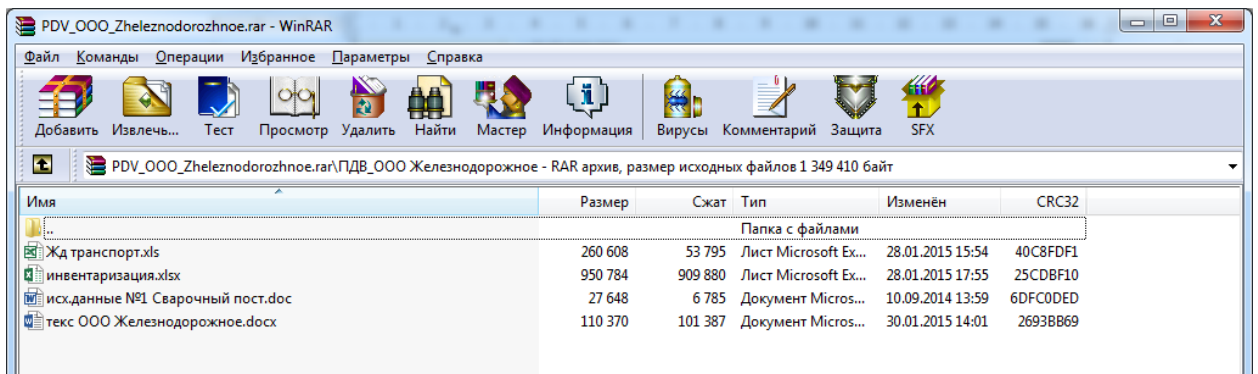 PDV_OOO_Zheleznodorozhnoe.rar - WinRAR
Файл Команды Операции Избранное Параметры Справка
Добавить Извлечь... Тест Просмотр Удалить Найти Мастер Информация Вирусы Комментарий Защита SFX
PDV_OOO_Zheleznodorozhnoe.rar\ПДВ_ООО Железнодорожное - RAR архив, размер исходных файлов 1 349 410 байт
Имя Размер Сжат Тип Изменён CRC32
.. Папка с файлами
Жд транспорт.xls 260 608 53 795 Лист Microsoft Ex... 28.01.2015 15:54 40C8FDF1
инвентаризация.xlsx 950 784 909 880 Лист Microsoft Ex... 28.01.2015 17:55 25CDBF10
исх.данные №1 Сварочный пост.doc 27 648 6 785 Документ Micros... 10.09.2014 13:59 6DFC0DED
текс ООО Железнодорожное.docx 110 370 101 387 Документ Micros... 30.01.2015 14:01 2693BB69